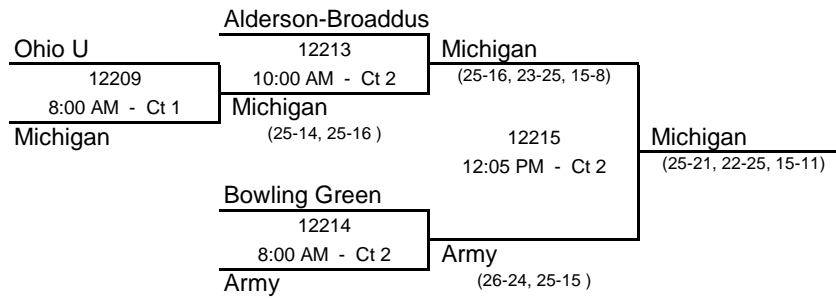 Alderson-Broaddus
Ohio U
12213
Michigan
12209
10:00 AM - Ct 2
(25-16, 23-25, 15-8)
8:00 AM - Ct 1
Michigan
Michigan
(25-14, 25-16 )
12215
Michigan
12:05 PM - Ct 2
(25-21, 22-25, 15-11)
Bowling Green
12214
8:00 AM - Ct 2
Army
Army
(26-24, 25-15 )